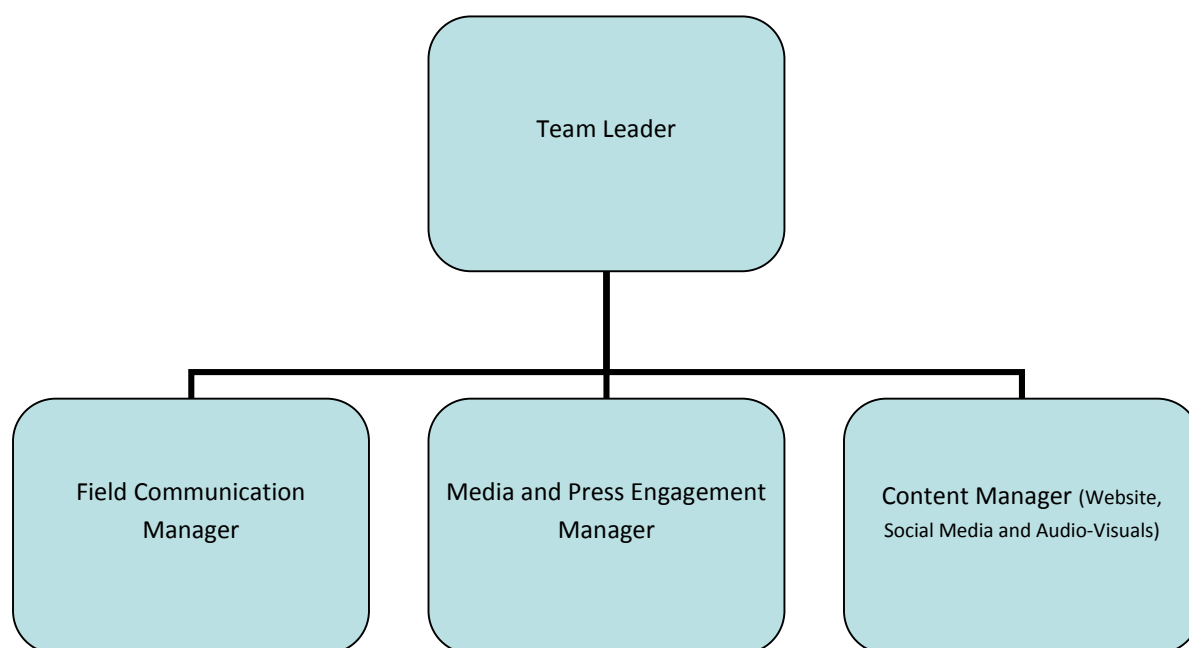 Team Leader
Field Communication
Manager
Media and Press Engagement
Manager
Content Manager (Website,
Social Media and Audio-Visuals)